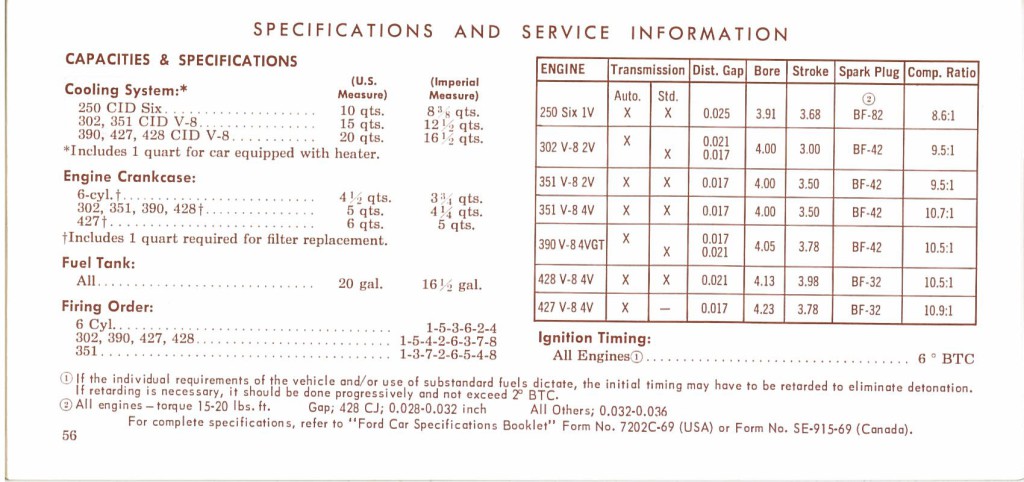 SPECIFICATIONS AND SERVICE INFORMATION
CAPACITIES & SPECIFICATIONS
(U.S. (Imperial
Cooling System:* Measure) Measure)
250 CID Six. . . . . . . . . . . . . . . . 10 qts. 8⅜ qts.
302, 351 CID V-8. . . . . . . . . . . . 15 qts. 12½ qts.
390, 427, 428 CID V-8. . . . . . . . . . . . 20 qts. 16½ qts.
*Includes 1 quart for car equipped with heater.
Engine Crankcase:
6-cyl.†. . . . . . . . . . . . . . . . . . . . . 4½ qts. 3¾ qts.
302, 351, 390, 428†. . . . . . . . . . . . . . . 5 qts. 4¼ qts.
427†. . . . . . . . . . . . . . . . . . . . . . . 6 qts. 5 qts.
†Includes 1 quart required for filter replacement.
Fuel Tank:
All. . . . . . . . . . . . . . . . . . . . . . . . 20 gal. 16½ gal.
Firing Order:
6 Cyl. . . . . . . . . . . . . . . . . . . . . . . . . . . . 1-5-3-6-2-4
302, 390, 427, 428. . . . . . . . . . . . . . . . . . . . 1-5-4-2-6-3-7-8
351. . . . . . . . . . . . . . . . . . . . . . . . . . . . . 1-3-7-2-6-5-4-8
ENGINE Transmission Dist. Gap Bore Stroke Spark Plug Comp. Ratio
Auto. Std. ②
250 Six 1V X X 0.025 3.91 3.68 BF-82 8.6:1
302 V-8 2V X 0.021 4.00 3.00 BF-42 9.5:1
X 0.017
351 V-8 2V X X 0.017 4.00 3.50 BF-42 9.5:1
351 V-8 4V X X 0.017 4.00 3.50 BF-42 10.7:1
390 V-8 4VGT X 0.017 4.05 3.78 BF-42 10.5:1
X 0.021
428 V-8 4V X X 0.021 4.13 3.98 BF-32 10.5:1
427 V-8 4V X — 0.017 4.23 3.78 BF-32 10.9:1
Ignition Timing:
All Engines①. . . . . . . . . . . . . . . . . . . . . . . . . . . . . . . . 6 ° BTC
① If the individual requirements of the vehicle and/or use of substandard fuels dictate, the initial timing may have to be retarded to eliminate detonation.
If retarding is necessary, it should be done progressively and not exceed 2° BTC.
② All engines – torque 15-20 lbs. ft. Gap; 428 CJ; 0.028-0.032 inch All Others; 0.032-0.036
For complete specifications, refer to "Ford Car Specifications Booklet" Form No. 7202C-69 (USA) or Form No. SE-915-69 (Canada).
56